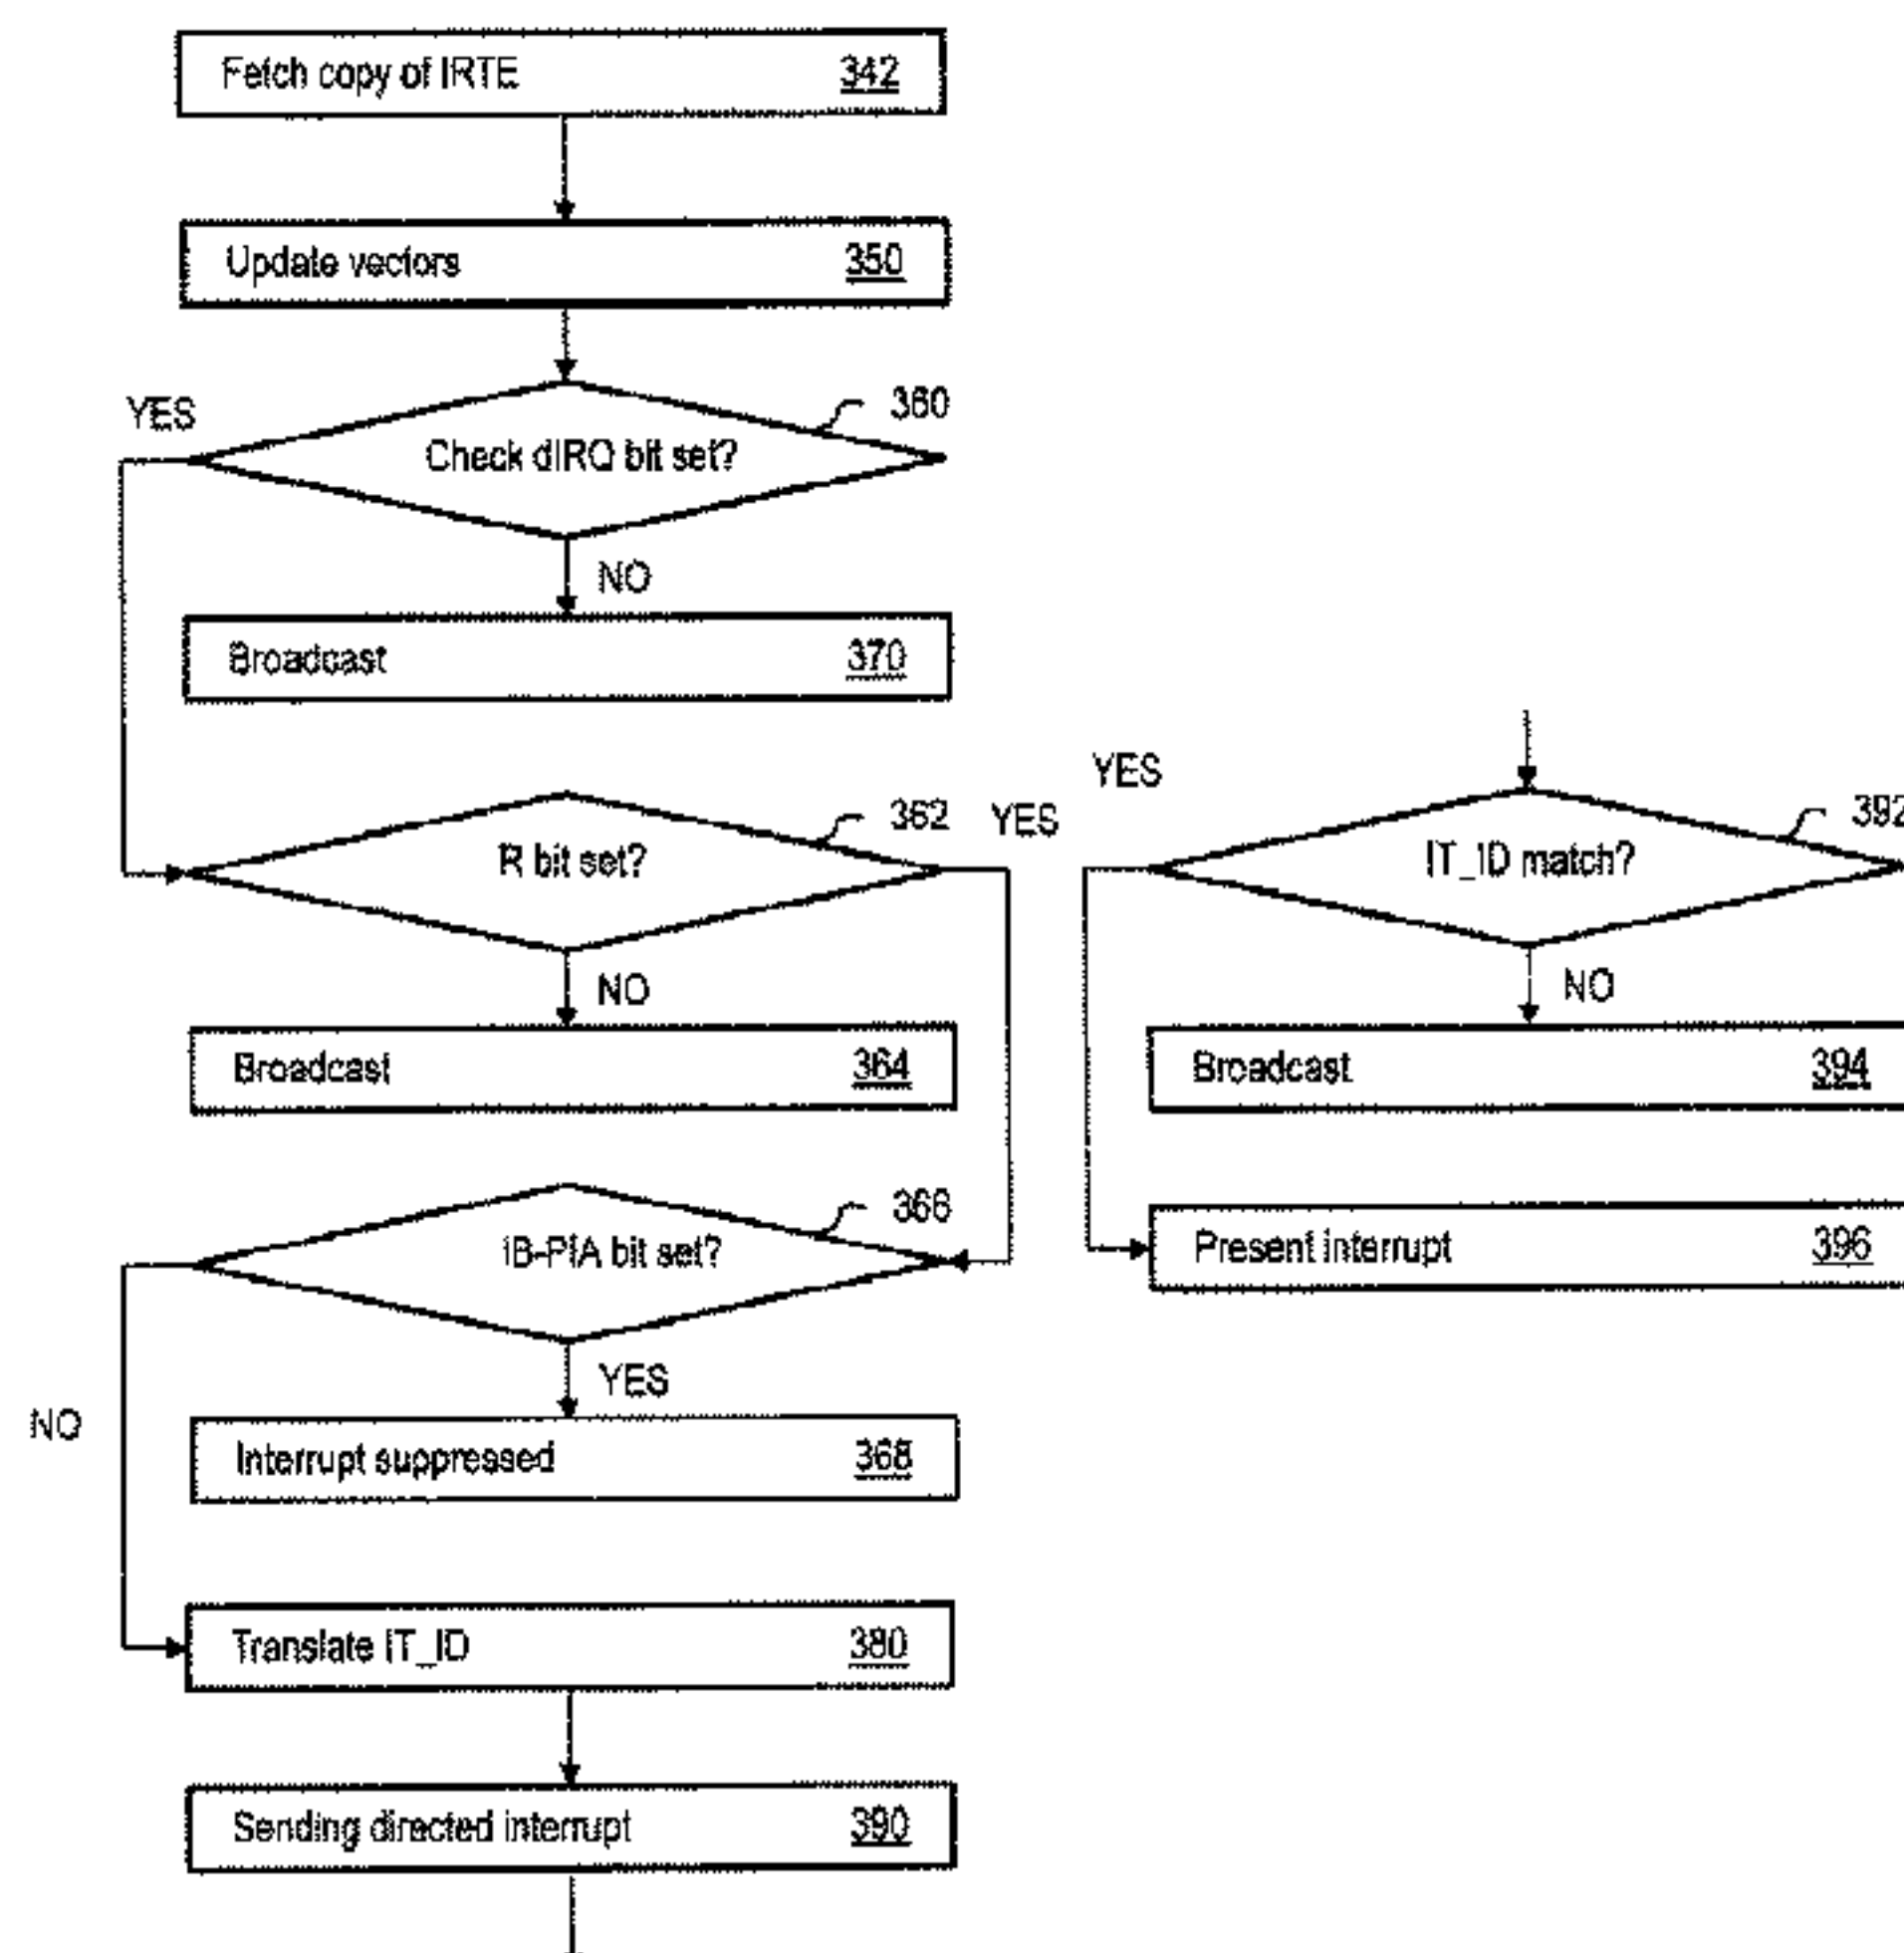 Fetch copy of IRTE 342
Update vectors 350
YES
360
Check dIRQ bit set?
NO
Broadcast 370
362
YES
R bit set?
NO
Broadcast 364
366
IB-PIA bit set?
YES
NO
Interrupt suppressed 368
Translate IT_ID 380
Sending directed interrupt 390
YES
392
IT_ID match?
NO
Broadcast 394
Present interrupt 396